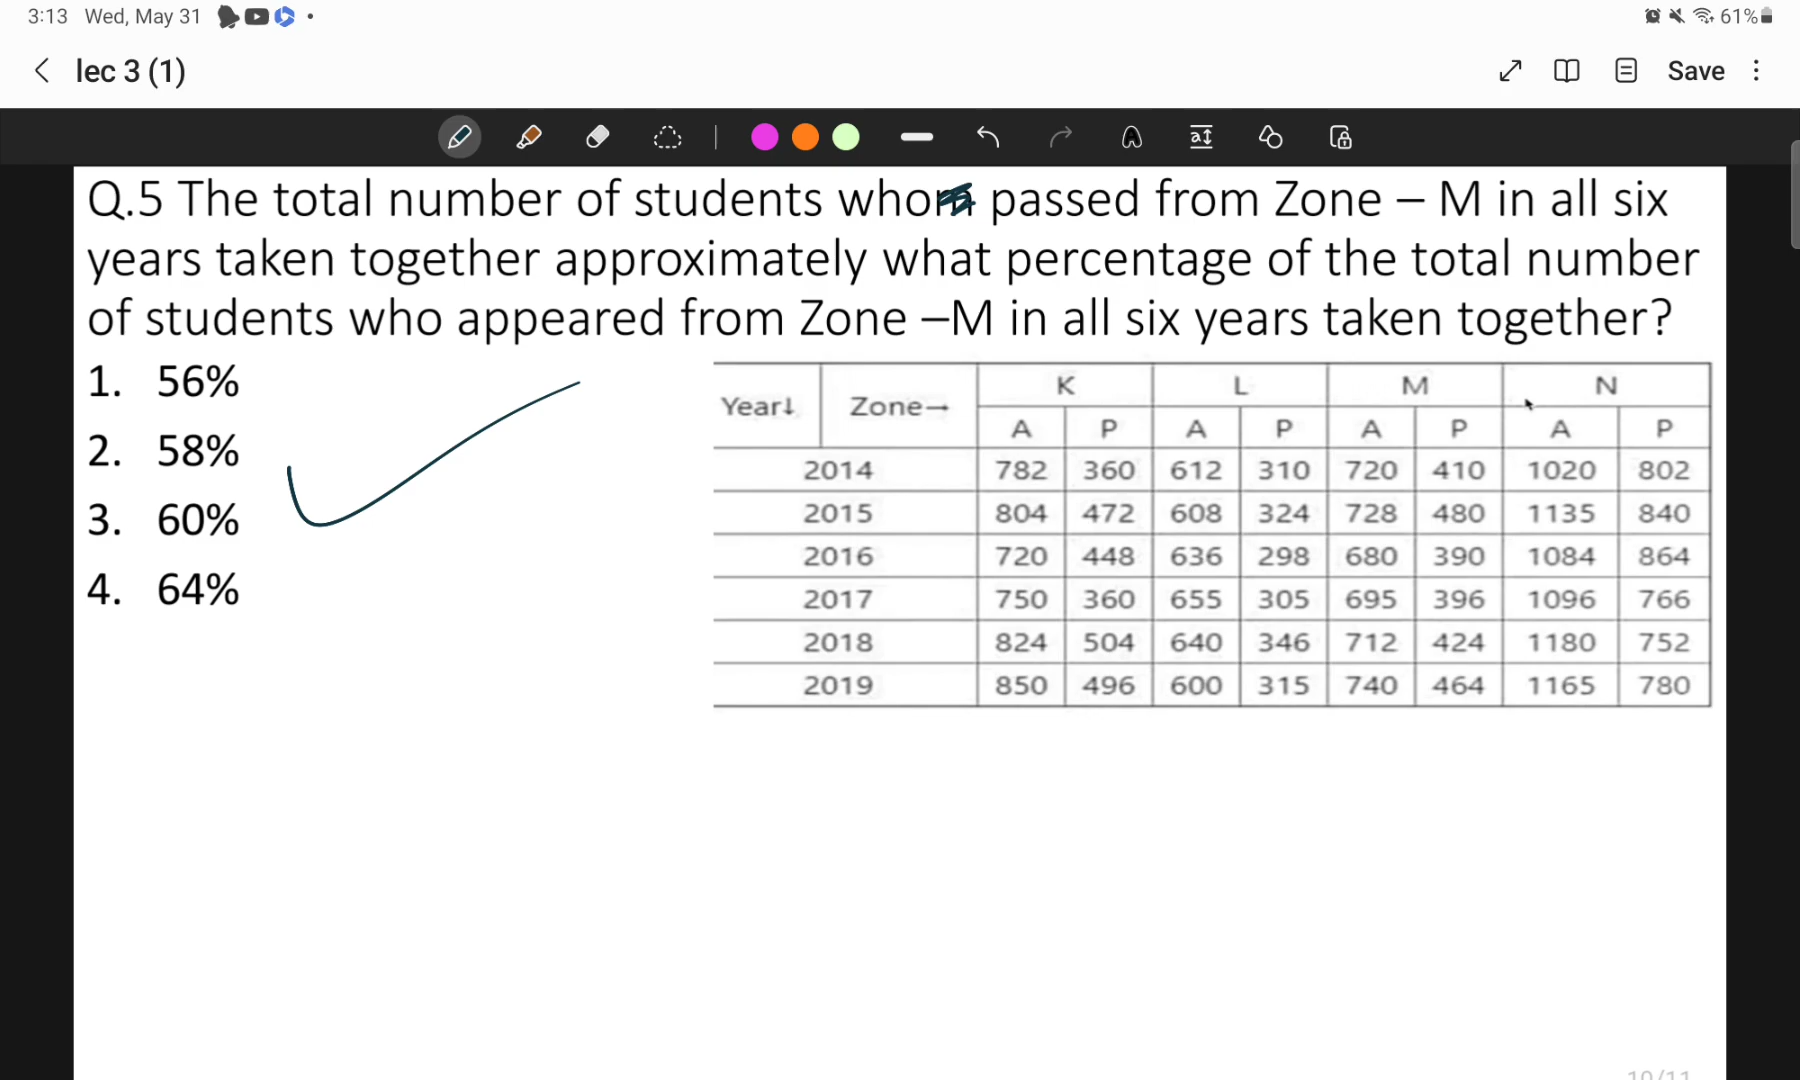 3:13 Wed, May 31
61%
lec 3 (1)
Save
Q.5 The total number of students whom passed from Zone – M in all six
years taken together approximately what percentage of the total number
of students who appeared from Zone –M in all six years taken together?
1. 56%
2. 58%
3. 60%
4. 64%
Year↓ Zone→ K L M N
A P A P A P A P
2014 782 360 612 310 720 410 1020 802
2015 804 472 608 324 728 480 1135 840
2016 720 448 636 298 680 390 1084 864
2017 750 360 655 305 695 396 1096 766
2018 824 504 640 346 712 424 1180 752
2019 850 496 600 315 740 464 1165 780
10/11